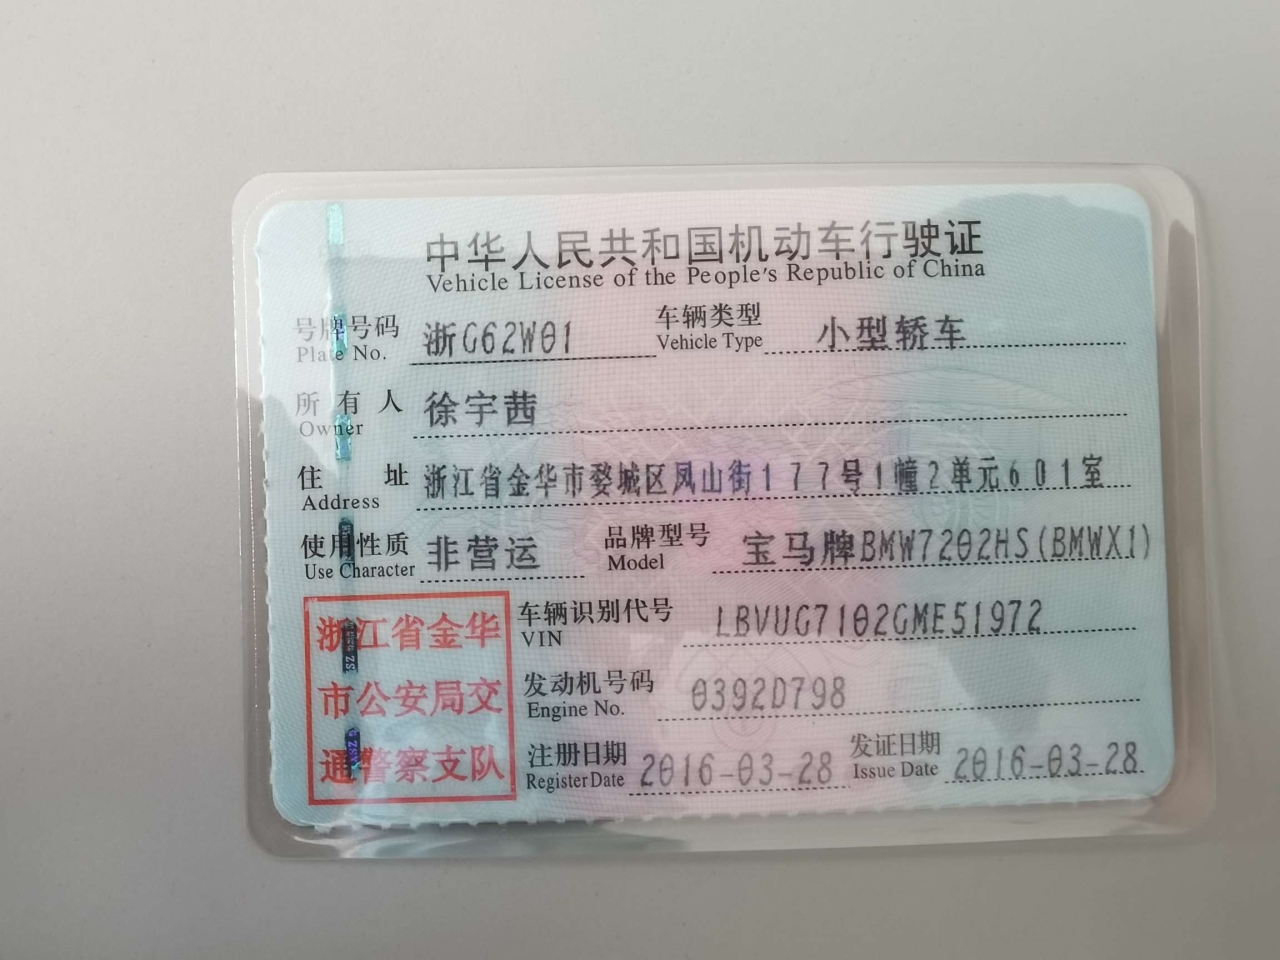 中华人民共和国机动车行驶证
Vehicle License of the People's Republic of China
号牌号码 浙G62W01 车辆类型 小型轿车
Plate No. Vehicle Type
所有人 徐宇茜
Owner
住址 浙江省金华市婺城区凤山街177号1幢2单元601室
Address
使用性质 非营运 品牌型号 宝马牌BMW7202HS(BMWX1)
Use Character Model
浙江省金华
市公安局交
通警察支队
车辆识别代号 LBVUG7102GME51972
VIN
发动机号码 0392D798
Engine No.
注册日期 2016-03-28 发证日期 2016-03-28
Register Date Issue Date